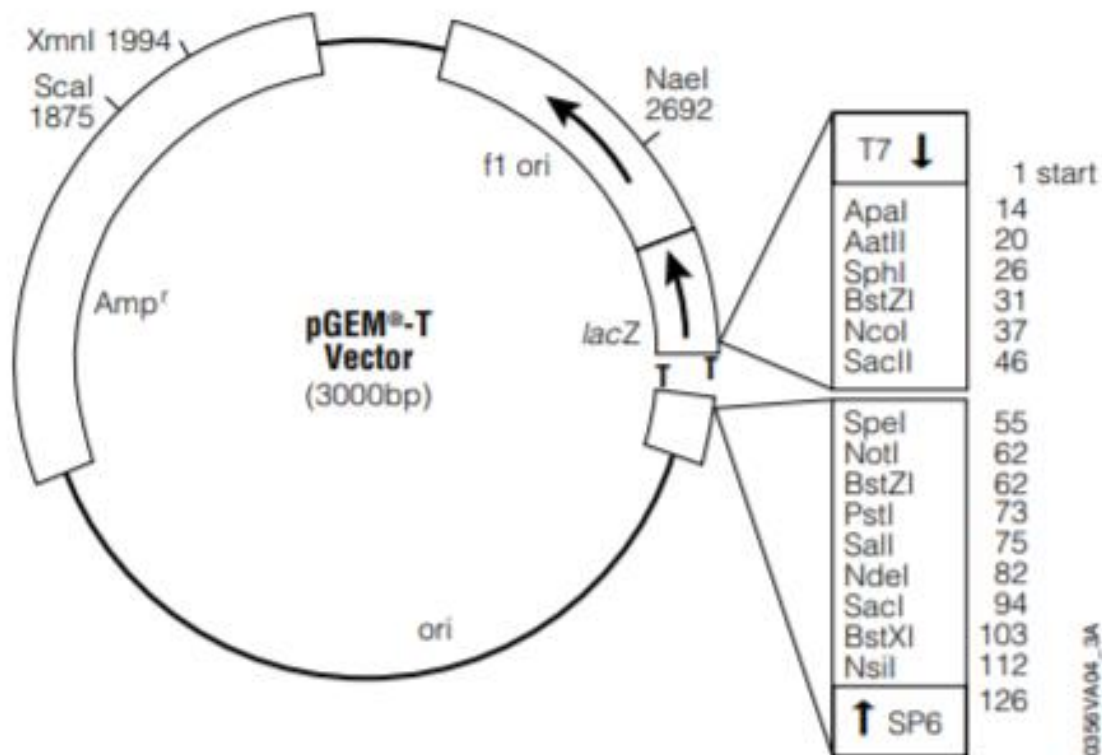 XmnI 1994
ScaI
1875
NaeI
2692
f1 ori
Ampʳ
pGEM®-T
Vector
(3000bp)
lacZ
T T
ori
T7 ↓
1 start
ApaI 14
AatII 20
SphI 26
BstZI 31
NcoI 37
SacII 46
SpeI 55
NotI 62
BstZI 62
PstI 73
SalI 75
NdeI 82
SacI 94
BstXI 103
NsiI 112
126
↑ SP6
0356VA04_3A